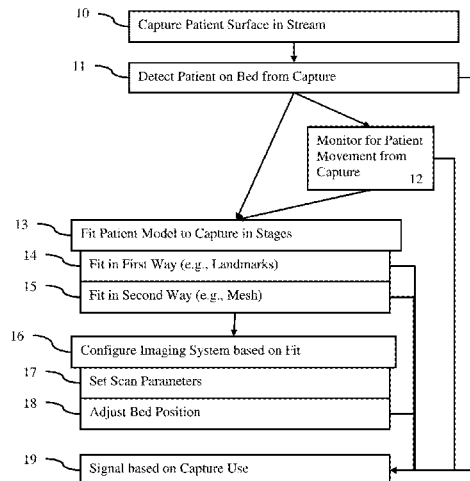 10
Capture Patient Surface in Stream
11
Detect Patient on Bed from Capture
Monitor for Patient
Movement from
Capture
12
13
Fit Patient Model to Capture in Stages
14
Fit in First Way (e.g., Landmarks)
15
Fit in Second Way (e.g., Mesh)
16
Configure Imaging System based on Fit
17
Set Scan Parameters
18
Adjust Bed Position
19
Signal based on Capture Use